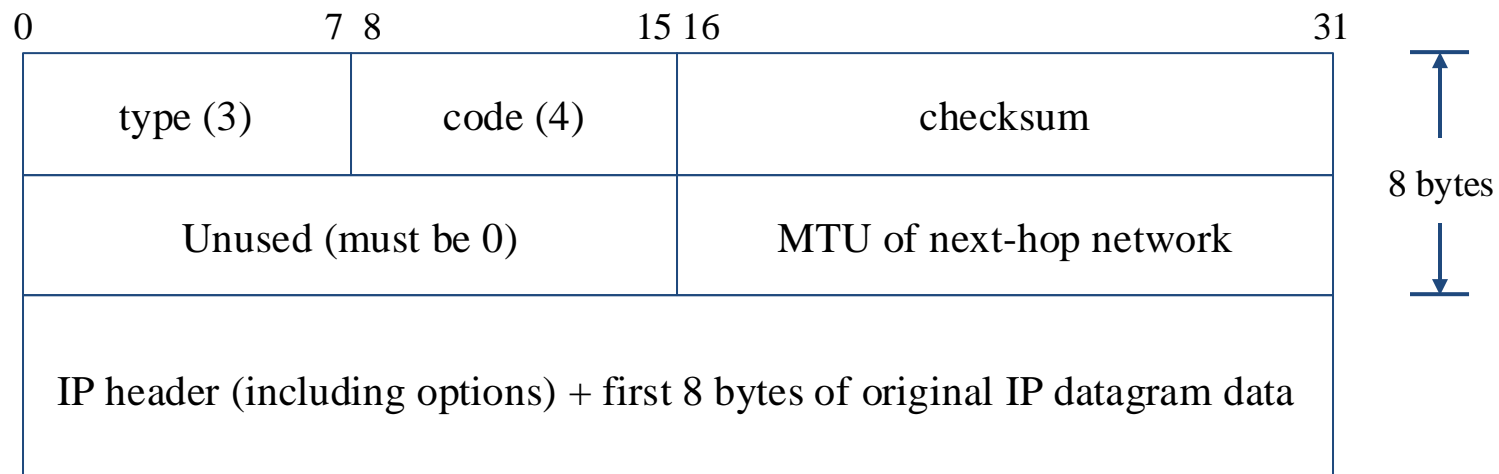 0 7 8 15 16 31
type (3) code (4) checksum
8 bytes
Unused (must be 0) MTU of next-hop network
IP header (including options) + first 8 bytes of original IP datagram data